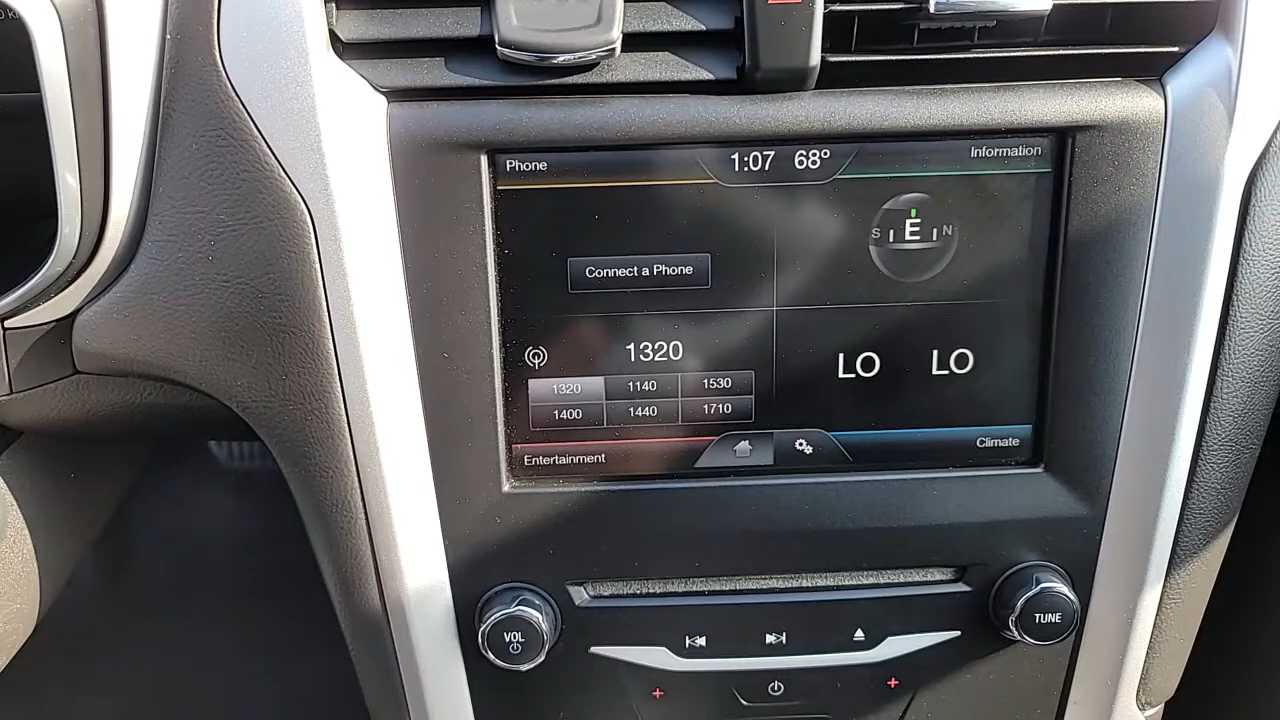 Phone
1:07 68º
Information
S E N
Connect a Phone
1320
1320 1140 1530
1400 1440 1710
LO LO
Entertainment
Climate
VOL
TUNE